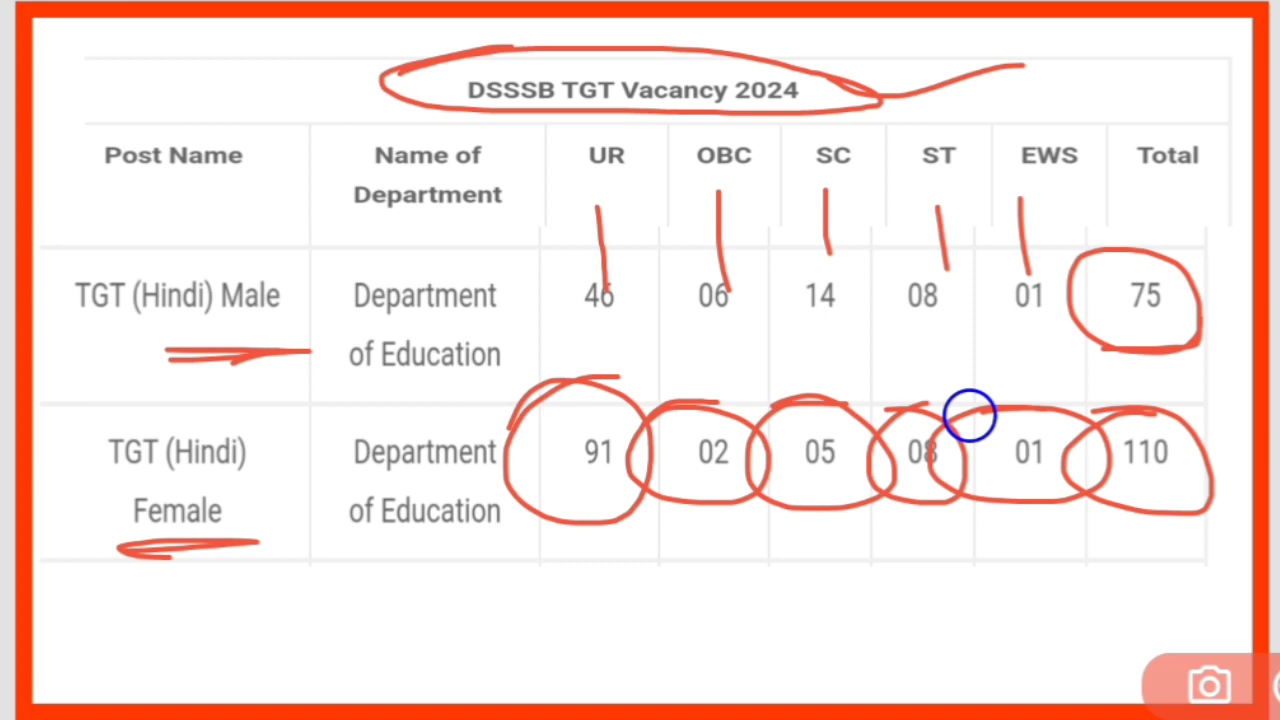 DSSSB TGT Vacancy 2024
Post Name Name of Department UR OBC SC ST EWS Total
TGT (Hindi) Male Department of Education 46 06 14 08 01 75
TGT (Hindi) Female Department of Education 91 02 05 08 01 110